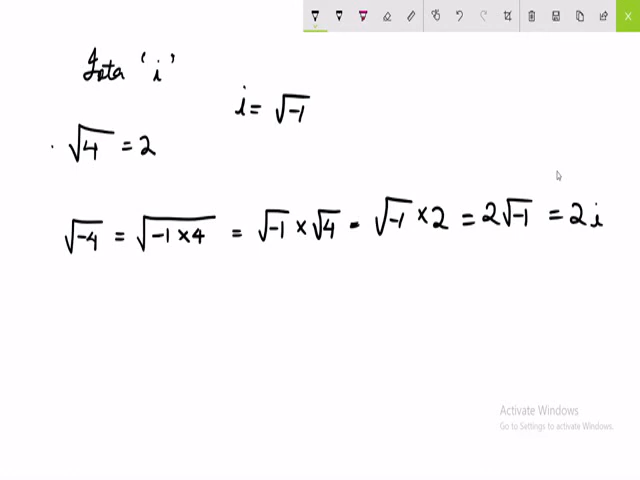 Iota 'i'
i = √-1
√4 = 2
√-4 = √-1 × 4 = √-1 × √4 = √-1 × 2 = 2√-1 = 2i
Activate Windows
Go to Settings to activate Windows.